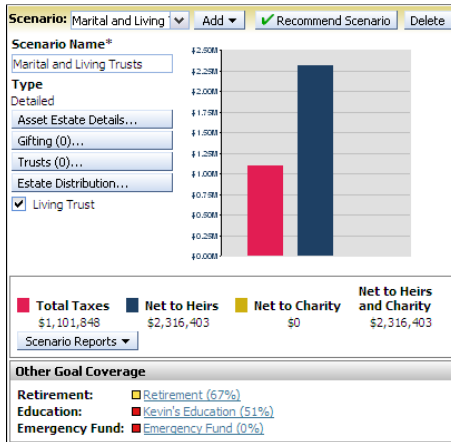 Scenario: Marital and Living T Add Recommend Scenario Delete
Scenario Name*
Marital and Living Trusts
Type
Detailed
Asset Estate Details...
Gifting (0)...
Trusts (0)...
Estate Distribution...
Living Trust
$2.50M
$2.25M
$2.00M
$1.75M
$1.50M
$1.25M
$1.00M
$0.75M
$0.50M
$0.25M
$0.00M
Total Taxes Net to Heirs Net to Charity Net to Heirs and Charity
$1,101,848 $2,316,403 $0 $2,316,403
Scenario Reports
Other Goal Coverage
Retirement: Retirement (67%)
Education: Kevin's Education (51%)
Emergency Fund: Emergency Fund (0%)